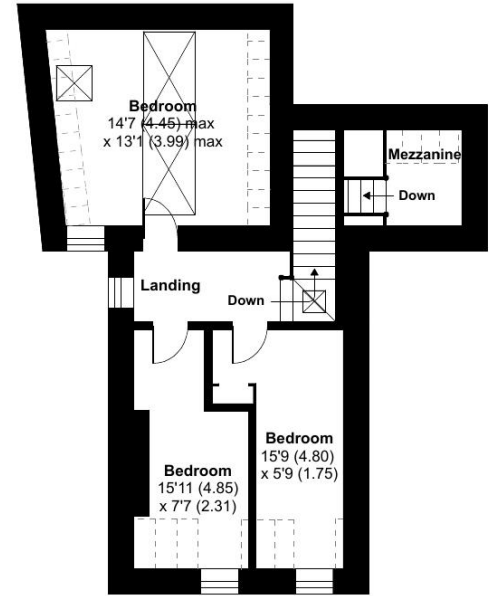 Bedroom
14'7 (4.45) max
x 13'1 (3.99) max
Mezzanine
Down
Landing
Down
Bedroom
15'9 (4.80)
x 5'9 (1.75)
Bedroom
15'11 (4.85)
x 7'7 (2.31)